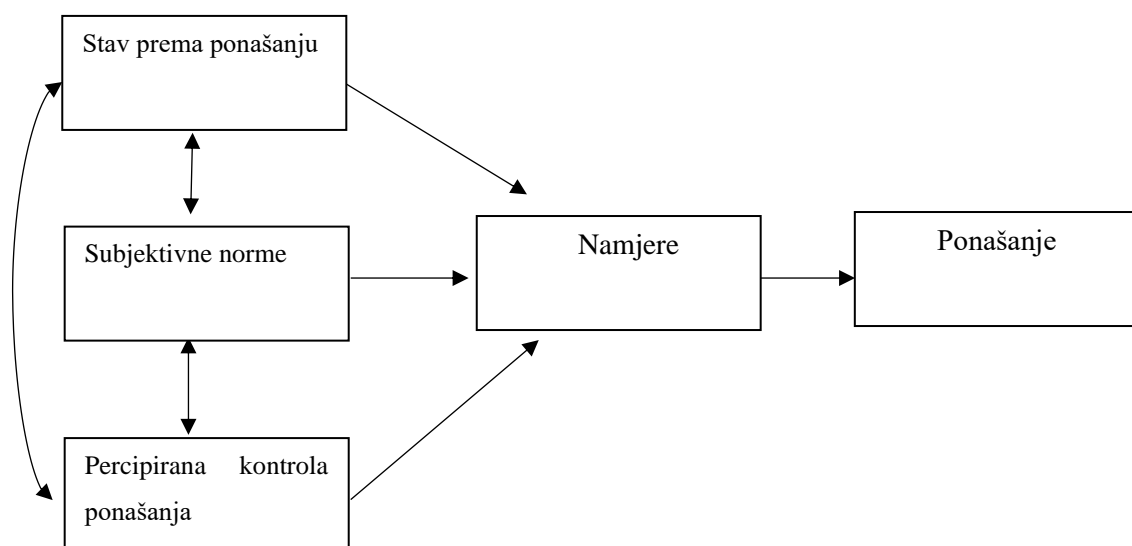 Stav prema ponašanju
Subjektivne norme
Namjere
Ponašanje
Percipirana kontrola
ponašanja